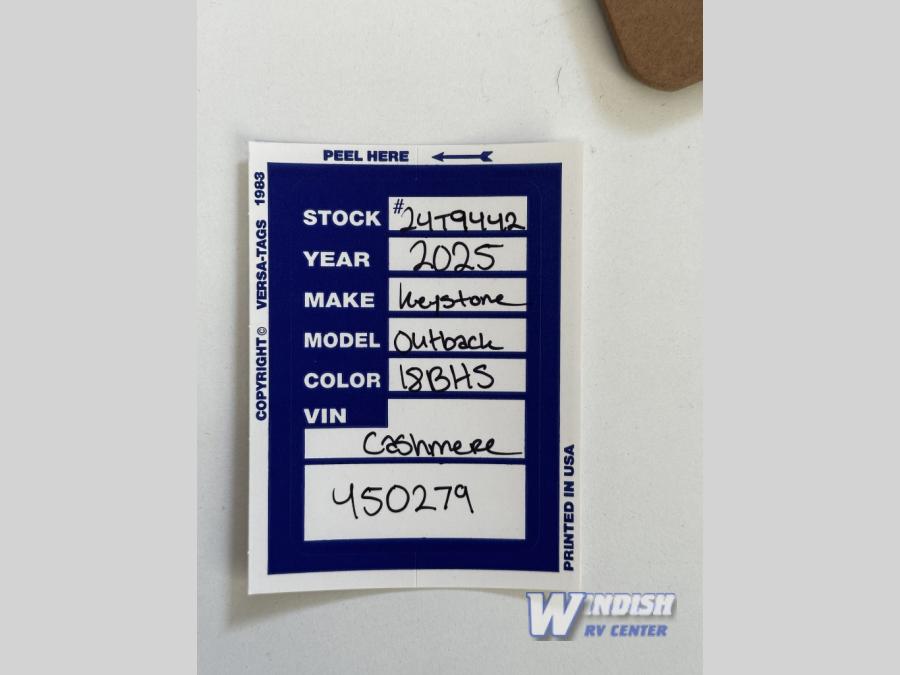 PEEL HERE
COPYRIGHT © VERSA-TAGS 1983
STOCK #24T9442
YEAR 2025
MAKE Keystone
MODEL Outback
COLOR 18BHS
VIN
Cashmere
450279
PRINTED IN USA
WINDISH
RV CENTER